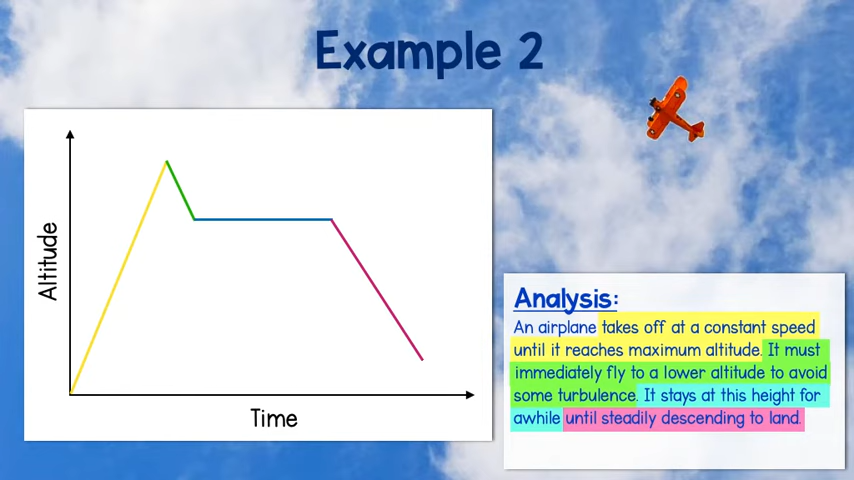 Example 2
Altitude
Time
Analysis:
An airplane takes off at a constant speed
until it reaches maximum altitude. It must
immediately fly to a lower altitude to avoid
some turbulence. It stays at this height for
awhile until steadily descending to land.